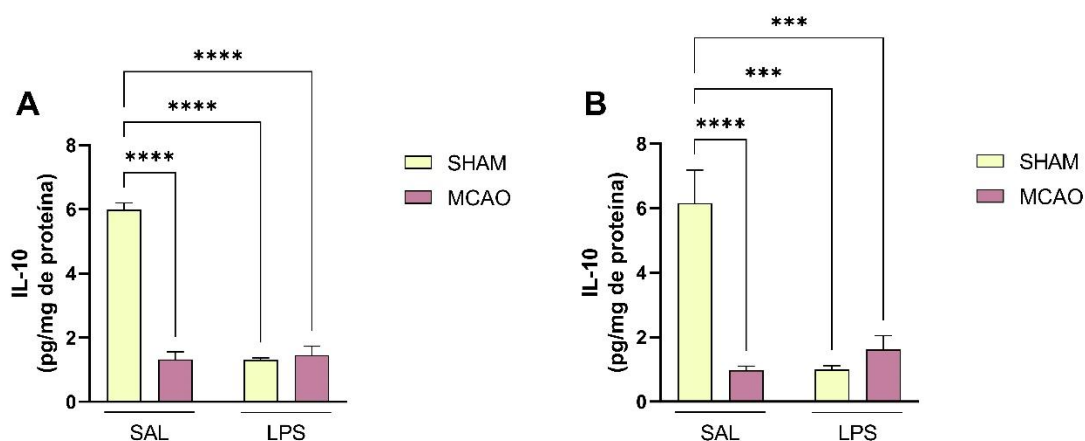 A
****
****
****
IL-10
(pg/mg de proteína)
8
6
4
2
0
SAL
LPS
SHAM
MCAO
B
***
***
****
IL-10
(pg/mg de proteína)
8
6
4
2
0
SAL
LPS
SHAM
MCAO